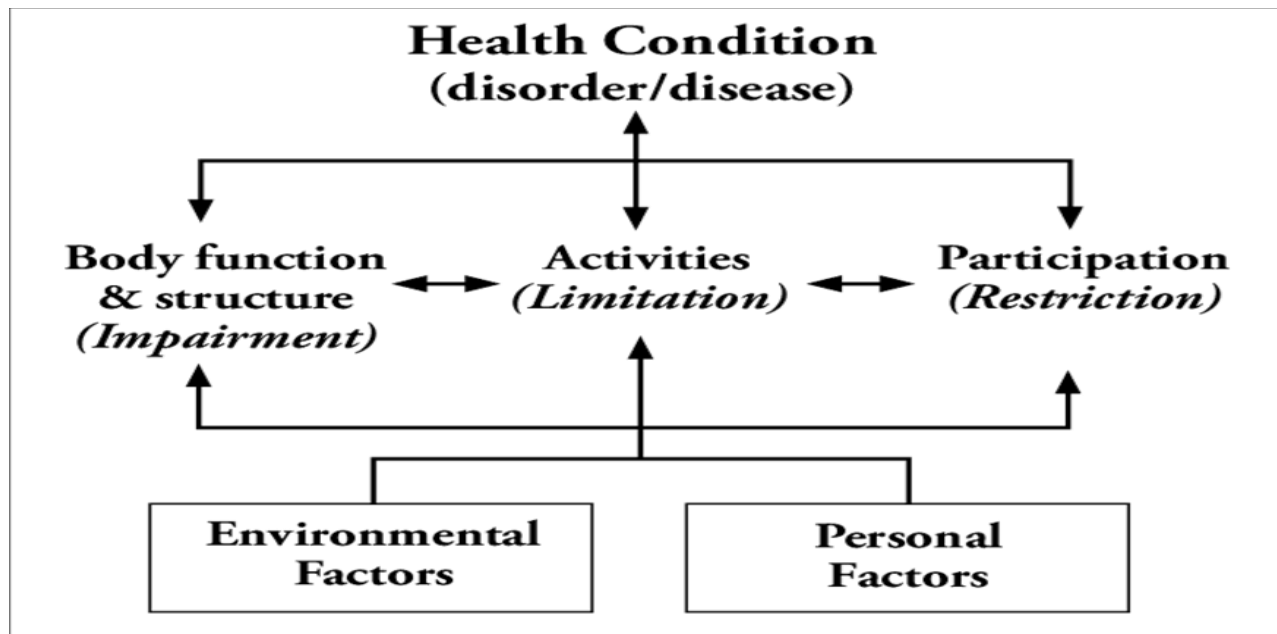 Health Condition
(disorder/disease)
Body function
& structure
(Impairment)
Activities
(Limitation)
Participation
(Restriction)
Environmental
Factors
Personal
Factors